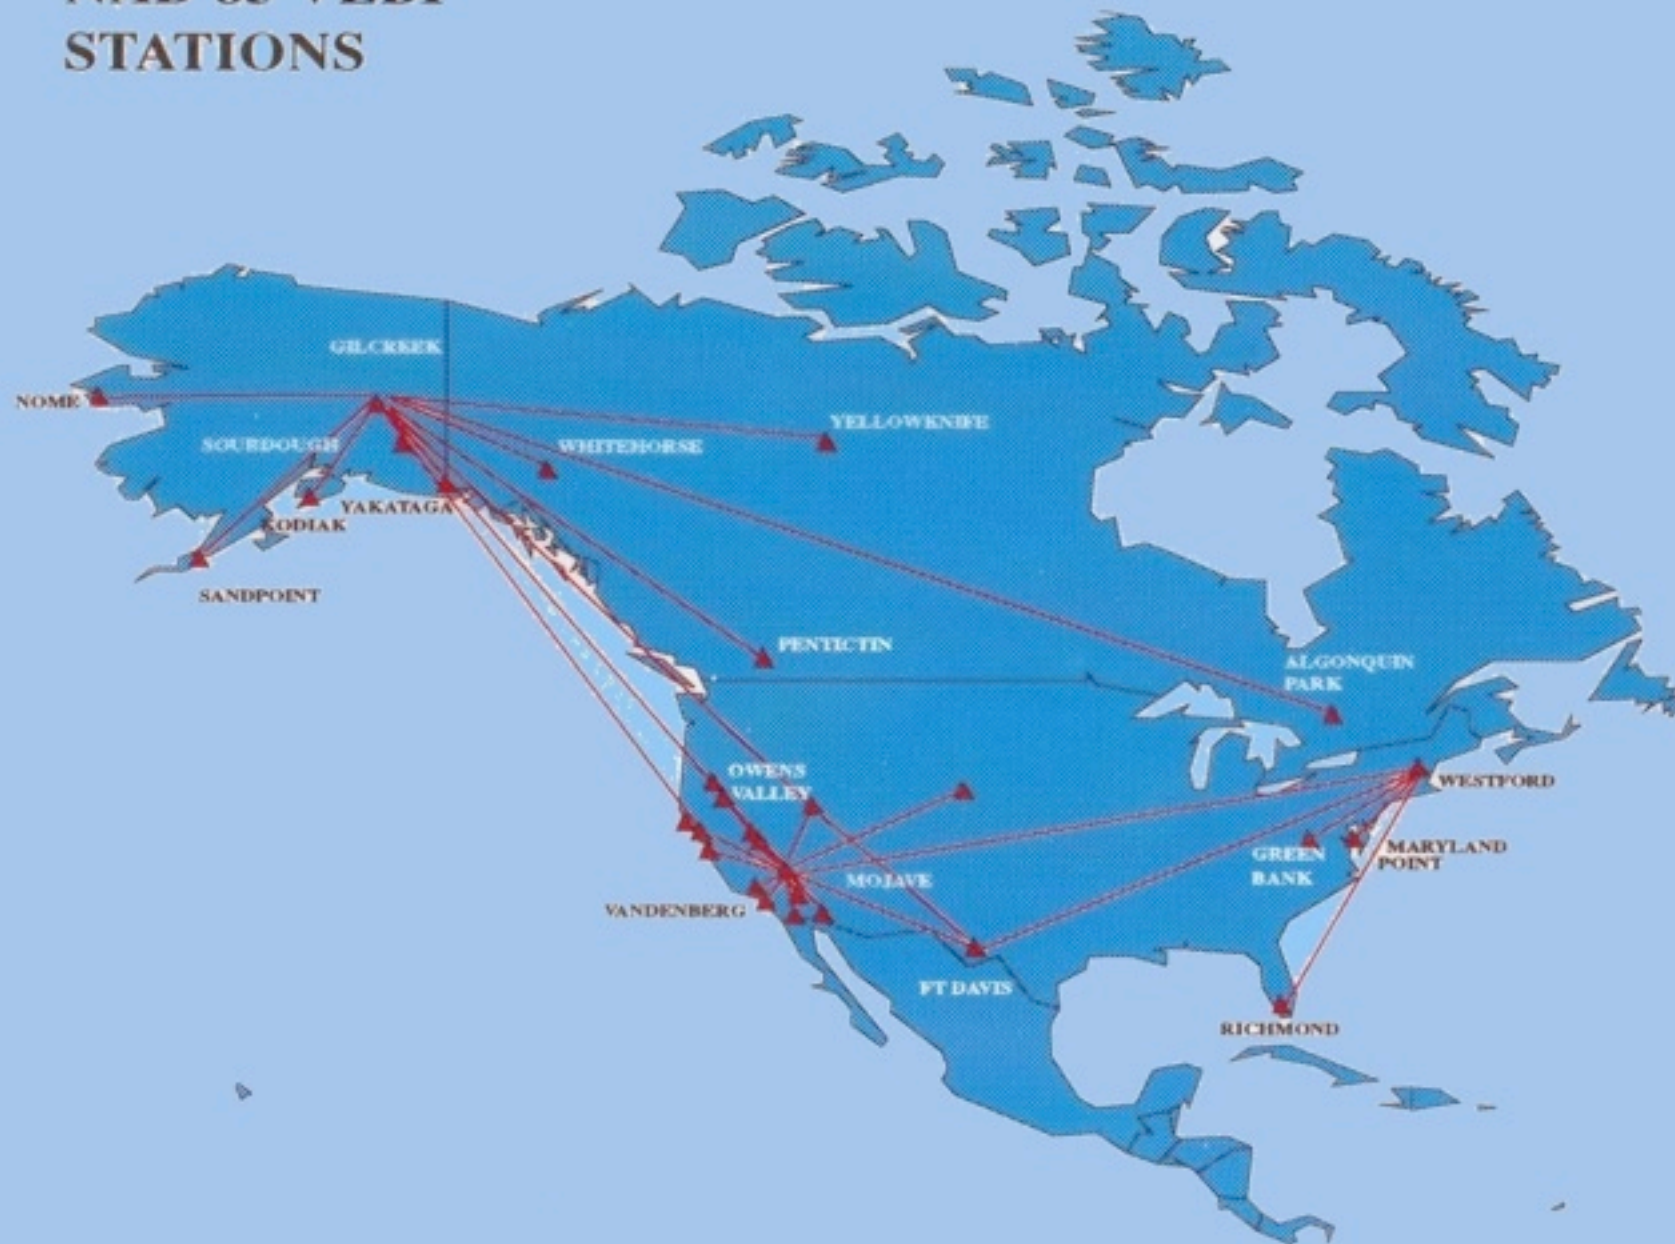 STATIONS
GILCREEK
NOME
YELLOWKNIFE
SOURDOUGH
WHITEHORSE
YAKATAGA
KODIAK
SANDPOINT
PENTICTIN
ALGONQUIN
PARK
OWENS
VALLEY
WESTFORD
GREEN
BANK
MARYLAND
POINT
MOJAVE
VANDENBERG
FT DAVIS
RICHMOND